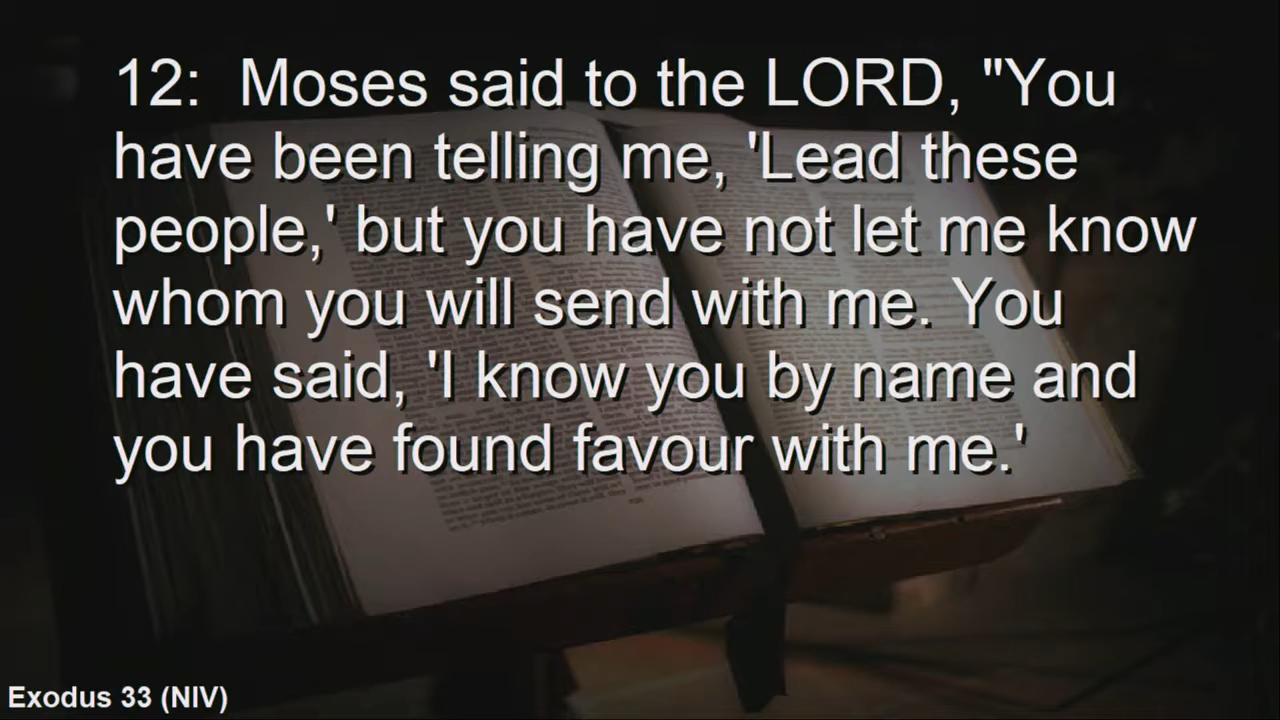 12:  Moses said to the LORD, "You
have been telling me, 'Lead these
people,' but you have not let me know
whom you will send with me. You
have said, 'I know you by name and
you have found favour with me.'
Exodus 33 (NIV)